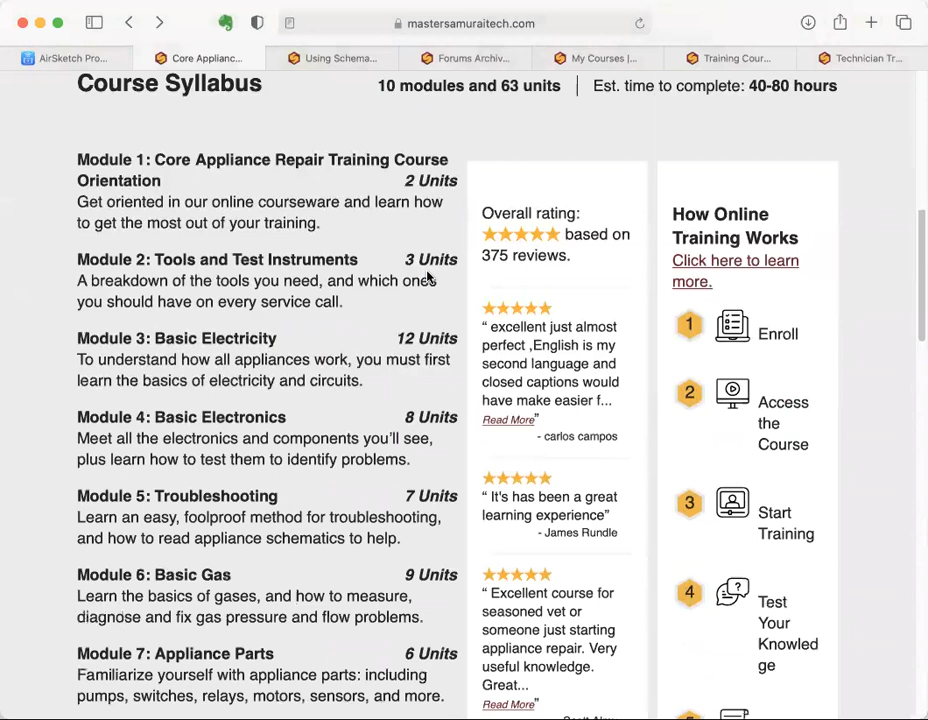 mastersamuraitech.com
AirSketch Pro...
Core Applianc...
Using Schema...
Forums Archiv...
My Courses |...
Training Cour...
Technician Tr...
Course Syllabus
10 modules and 63 units | Est. time to complete: 40-80 hours
Module 1: Core Appliance Repair Training Course
Orientation 2 Units
Get oriented in our online courseware and learn how
to get the most out of your training.
Module 2: Tools and Test Instruments 3 Units
A breakdown of the tools you need, and which ones
you should have on every service call.
Module 3: Basic Electricity 12 Units
To understand how all appliances work, you must first
learn the basics of electricity and circuits.
Module 4: Basic Electronics 8 Units
Meet all the electronics and components you'll see,
plus learn how to test them to identify problems.
Module 5: Troubleshooting 7 Units
Learn an easy, foolproof method for troubleshooting,
and how to read appliance schematics to help.
Module 6: Basic Gas 9 Units
Learn the basics of gases, and how to measure,
diagnose and fix gas pressure and flow problems.
Module 7: Appliance Parts 6 Units
Familiarize yourself with appliance parts: including
pumps, switches, relays, motors, sensors, and more.
Overall rating:
★★★★★ based on
375 reviews.
★★★★★
“ excellent just almost
perfect ,English is my
second language and
closed captions would
have make easier f...
Read More”
- carlos campos
★★★★★
“ It's has been a great
learning experience”
- James Rundle
★★★★★
“ Excellent course for
seasoned vet or
someone just starting
appliance repair. Very
useful knowledge.
Great...
Read More”
How Online
Training Works
Click here to learn
more.
1 Enroll
2 Access
the
Course
3 Start
Training
4 Test
Your
Knowled
ge